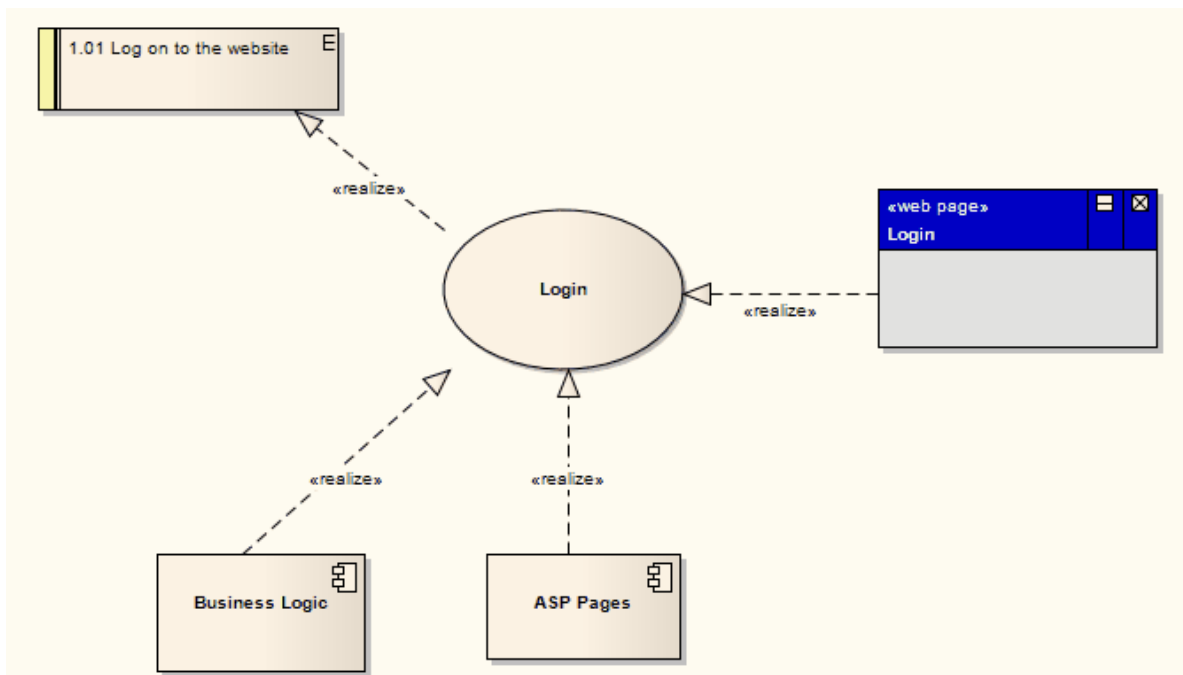 1.01 Log on to the website
E
«realize»
«web page»
Login
Login
«realize»
«realize»
«realize»
Business Logic
ASP Pages